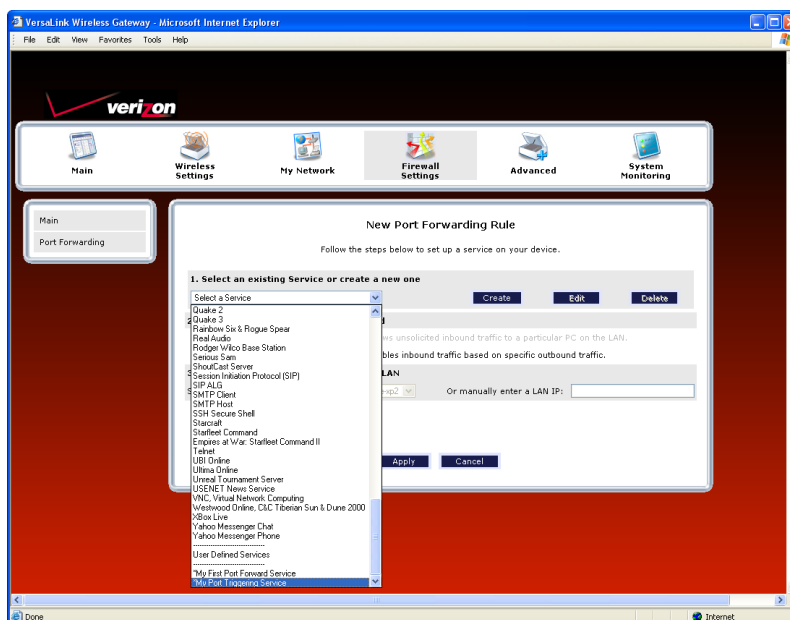 VersaLink Wireless Gateway - Microsoft Internet Explorer
File Edit View Favorites Tools Help
verizon
Main
Wireless Settings
My Network
Firewall Settings
Advanced
System Monitoring
Main
Port Forwarding
New Port Forwarding Rule
Follow the steps below to set up a service on your device.
1. Select an existing Service or create a new one
Select a Service
Create Edit Delete
ws unsolicited inbound traffic to a particular PC on the LAN.
bles inbound traffic based on specific outbound traffic.
LAN
Or manually enter a LAN IP:
Apply Cancel
Quake 2
Quake 3
Rainbow Six & Rogue Spear
Real Audio
Rodger Wilco Base Station
Serious Sam
ShoutCast Server
Session Initiation Protocol (SIP)
SIP ALG
SMTP Client
SMTP Host
SSH Secure Shell
Starcraft
Starfleet Command
Empires at War: Starfleet Command II
Telnet
UBI Online
Ultima Online
Unreal Tournament Server
USENET News Service
VNC, Virtual Network Computing
Westwood Online, C&C Tiberian Sun & Dune 2000
XBox Live
Yahoo Messenger Chat
Yahoo Messenger Phone
--------------------------------
User Defined Services
--------------------------------
"My First Port Forward Service
"My Port Triggering Service
Done
Internet